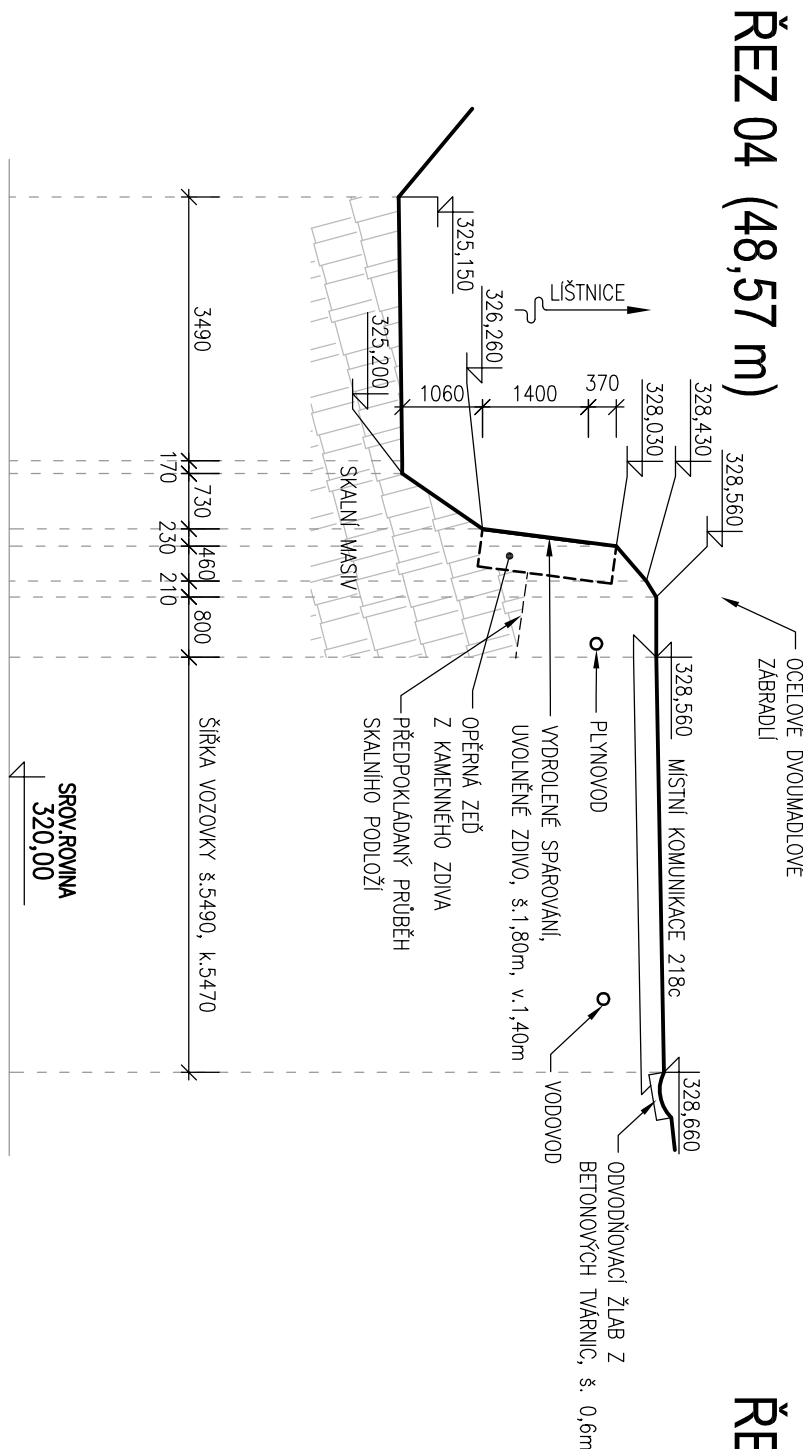 ŘEZ 04 (48,57 m)
OCELOVÉ DVOUMADLOVÉ
ZÁBRADLÍ
328,560
328,430
328,030
326,260
325,150
325,200
LÍŠTNICE
370
1400
1060
328,560
MÍSTNÍ KOMUNIKACE 218c
328,660
PLYNOVOD
VODOVOD
VYDROLENÉ SPÁROVÁNÍ,
UVOLNĚNÉ ZDIVO, š.1,80m, v.1,40m
OPĚRNÁ ZEĎ
Z KAMENNÉHO ZDIVA
PŘEDPOKLÁDANÝ PRŮBĚH
SKALNÍHO PODLOŽÍ
ODVODŇOVACÍ ŽLAB Z
BETONOVÝCH TVÁRNIC, š. 0,6m
SKALNÍ MASIV
3490
170
730
230
460
210
800
ŠÍŘKA VOZOVKY š.5490, k.5470
SROV.ROVINA
320,00
ŘE